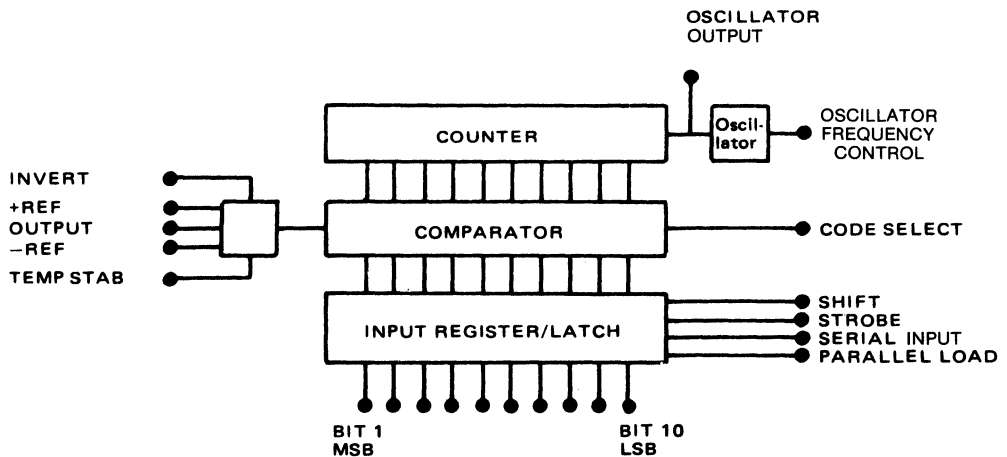 OSCILLATOR
OUTPUT
COUNTER
Oscil-
lator
OSCILLATOR
FREQUENCY
CONTROL
INVERT
+REF
OUTPUT
−REF
TEMP STAB
COMPARATOR
CODE SELECT
INPUT REGISTER/LATCH
SHIFT
STROBE
SERIAL INPUT
PARALLEL LOAD
BIT 1
MSB
BIT 10
LSB